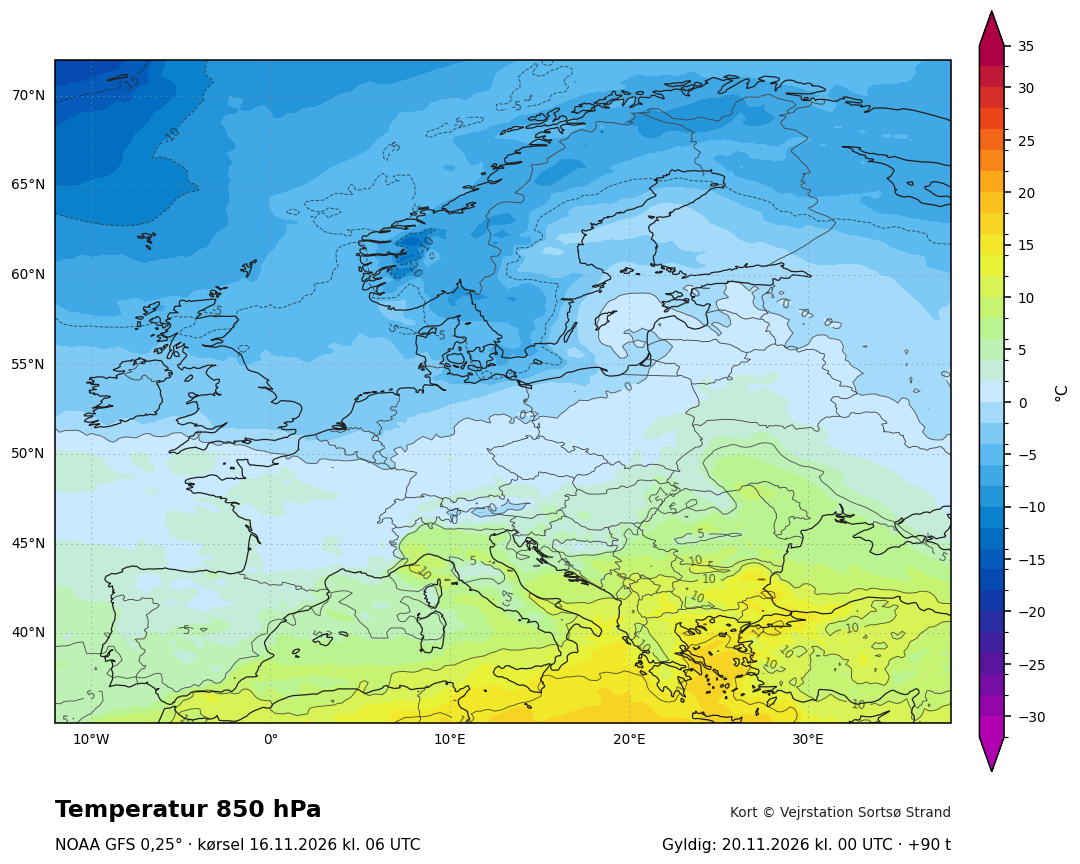 70°N
65°N
60°N
55°N
50°N
45°N
40°N
10°W
0°
10°E
20°E
30°E
35
30
25
20
15
10
5
0
−5
−10
−15
−20
−25
−30
°C
Temperatur 850 hPa
Kort © Vejrstation Sortsø Strand
NOAA GFS 0,25° · kørsel 16.11.2026 kl. 06 UTC
Gyldig: 20.11.2026 kl. 00 UTC · +90 t